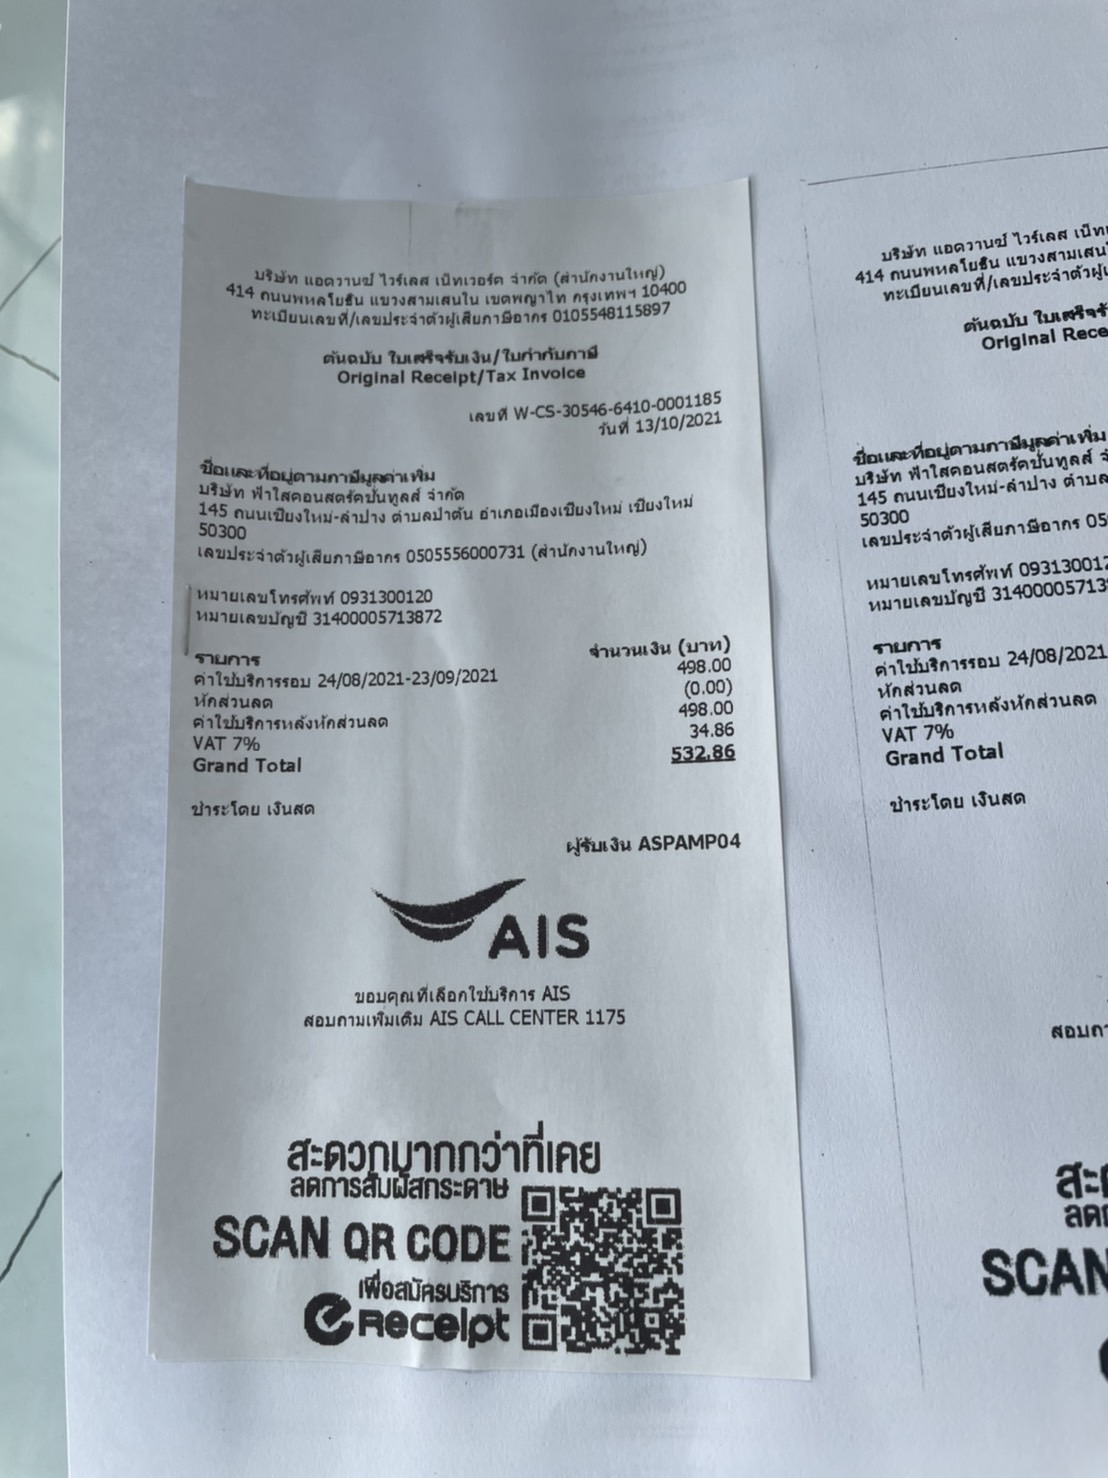 บริษัท แอดวานซ์ ไวร์เลส เน็ทเวอร์ค จำกัด (สำนักงานใหญ่)
414 ถนนพหลโยธิน แขวงสามเสนใน เขตพญาไท กรุงเทพฯ 10400
ทะเบียนเลขที่/เลขประจำตัวผู้เสียภาษีอากร 0105548115897
ต้นฉบับ ใบเสร็จรับเงิน/ใบกำกับภาษี
Original Receipt/Tax Invoice
เลขที่ W-CS-30546-6410-0001185
วันที่ 13/10/2021
ชื่อและที่อยู่ตามภาษีมูลค่าเพิ่ม
บริษัท ฟ้าใสคอนสตรัคชั่นทูลส์ จำกัด
145 ถนนเชียงใหม่-ลำปาง ตำบลป่าตัน อำเภอเมืองเชียงใหม่ เชียงใหม่
50300
เลขประจำตัวผู้เสียภาษีอากร 0505556000731 (สำนักงานใหญ่)
หมายเลขโทรศัพท์ 0931300120
หมายเลขบัญชี 31400005713872
รายการ จำนวนเงิน (บาท)
ค่าใช้บริการรอบ 24/08/2021-23/09/2021 498.00
หักส่วนลด (0.00)
ค่าใช้บริการหลังหักส่วนลด 498.00
VAT 7% 34.86
Grand Total 532.86
ชำระโดย เงินสด
ผู้รับเงิน ASPAMP04
AIS
ขอบคุณที่เลือกใช้บริการ AIS
สอบถามเพิ่มเติม AIS CALL CENTER 1175
สะดวกมากกว่าที่เคย
ลดการสัมผัสกระดาษ
SCAN QR CODE
เพื่อสมัครบริการ
eReceipt
บริษัท แอดวานซ์ ไวร์เลส
414 ถนนพหลโยธิน แขวงสามเสน
ทะเบียนเลขที่/เลขประจำตัว
ต้นฉบับ ใบเสร็จ
Original
ชื่อและที่อยู่ตามภาษีมูลค่าเพิ่ม
บริษัท ฟ้าใสคอนสตรัคชั่นทูลส์
145 ถนนเชียงใหม่-ลำปาง ตำบล
50300
เลขประจำตัวผู้เสียภาษีอากร 05
หมายเลขโทรศัพท์ 093130012
หมายเลขบัญชี 31400005713
รายการ
ค่าใช้บริการรอบ 24/08/2021
หักส่วนลด
ค่าใช้บริการหลังหักส่วนลด
VAT 7%
Grand Total
ชำระโดย เงินสด
SCAN